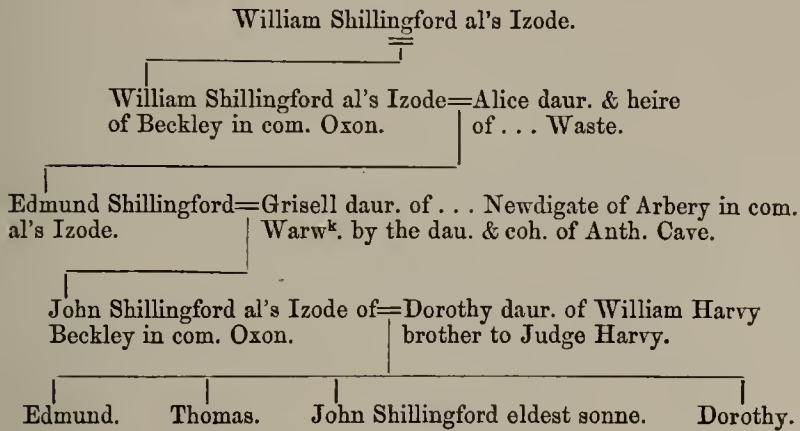 William Shillingford al's Izode.
William Shillingford al's Izode=Alice daur. & heire
of Beckley in com. Oxon. of . . . Waste.
Edmund Shillingford=Grisell daur. of . . . Newdigate of Arbery in com.
al's Izode. Warwᵏ. by the dau. & coh. of Anth. Cave.
John Shillingford al's Izode of=Dorothy daur. of William Harvy
Beckley in com. Oxon. brother to Judge Harvy.
Edmund. Thomas. John Shillingford eldest sonne. Dorothy.